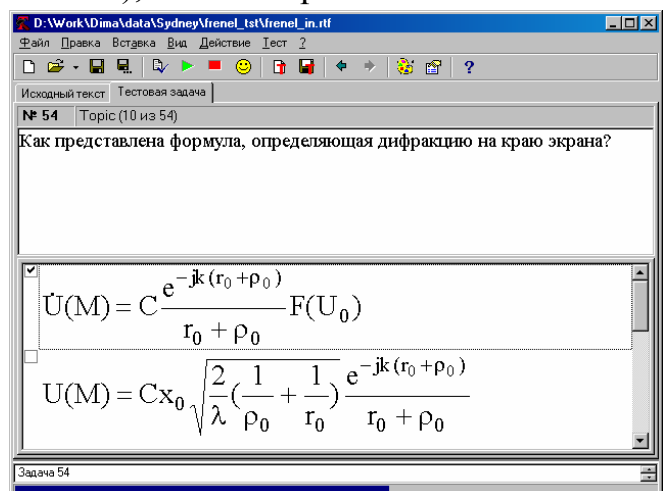 D:\Work\Dima\data\Sydney\frenel_tst\frenel_in.rtf
Файл Правка Вставка Вид Действие Тест ?
Исходный текст Тестовая задача
№ 54 Topic (10 из 54)
Как представлена формула, определяющая дифракцию на краю экрана?
U̇(M) = C e^{-jk(r₀+ρ₀)} / (r₀ + ρ₀) F(U₀)
U(M) = Cx₀ √(2/λ (1/ρ₀ + 1/r₀)) e^{-jk(r₀+ρ₀)} / (r₀ + ρ₀)
Задача 54